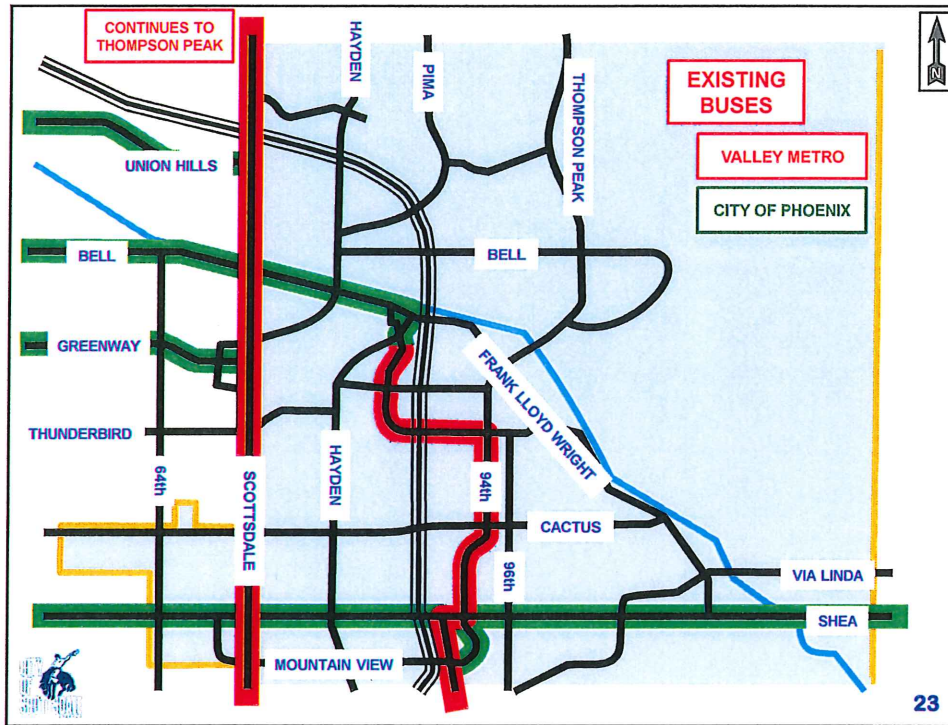 CONTINUES TO
THOMPSON PEAK
HAYDEN
PIMA
THOMPSON PEAK
N
EXISTING
BUSES
VALLEY METRO
CITY OF PHOENIX
UNION HILLS
BELL
BELL
GREENWAY
FRANK LLOYD WRIGHT
THUNDERBIRD
64th
SCOTTSDALE
HAYDEN
94th
96th
CACTUS
VIA LINDA
SHEA
MOUNTAIN VIEW
23